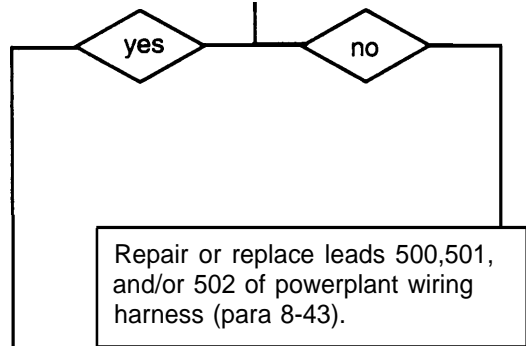 yes
no
Repair or replace leads 500,501,
and/or 502 of powerplant wiring
harness (para 8-43).